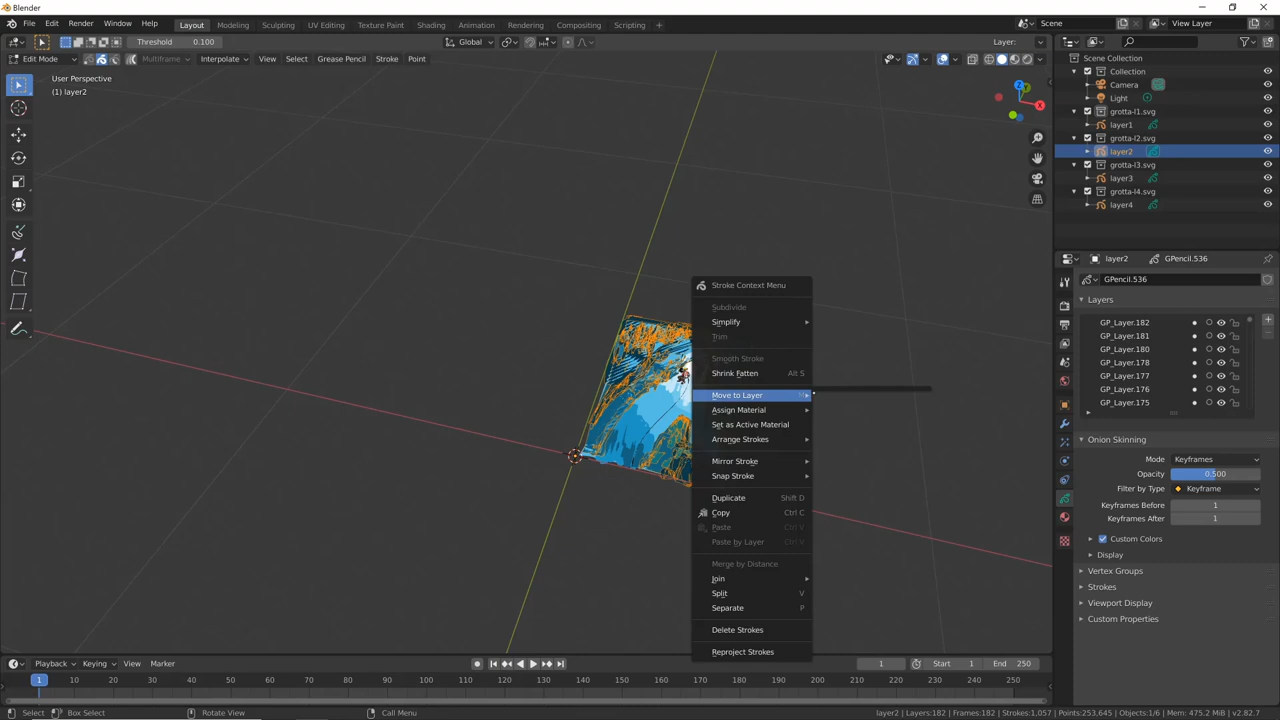 Blender
File Edit Render Window Help Layout Modeling Sculpting UV Editing Texture Paint Shading Animation Rendering Compositing Scripting + Scene View Layer
Threshold 0.100 Global Layer:
Edit Mode Multiframe Interpolate View Select Grease Pencil Stroke Point
User Perspective
(1) layer2
Scene Collection
Collection
Camera
Light
grotta-l1.svg
layer1
grotta-l2.svg
layer2
grotta-l3.svg
layer3
grotta-l4.svg
layer4
Z
X
Stroke Context Menu
Subdivide
Simplify
Trim
Smooth Stroke
Shrink Fatten Alt S
Move to Layer M
Assign Material
Set as Active Material
Arrange Strokes
Mirror Stroke
Snap Stroke
Duplicate Shift D
Copy Ctrl C
Paste Ctrl V
Paste by Layer Ctrl V
Merge by Distance
Join
Split V
Separate P
Delete Strokes
Reproject Strokes
layer2 GPencil.536
GPencil.536
Layers
GP_Layer.182
GP_Layer.181
GP_Layer.180
GP_Layer.178
GP_Layer.177
GP_Layer.176
GP_Layer.175
Onion Skinning
Mode Keyframes
Opacity 0.500
Filter by Type Keyframe
Keyframes Before 1
Keyframes After 1
Custom Colors
Display
Vertex Groups
Strokes
Viewport Display
Custom Properties
Playback Keying View Marker 1 Start 1 End 250
1 10 20 30 40 50 60 70 80 90 100 110 120 130 140 150 160 170 180 190 200 210 220 230 240 250
Select Box Select Rotate View Call Menu layer2 | Layers:182 | Frames:182 | Strokes:1,057 | Points:253.645 | Objects:1/6 | Mem: 475.2 MiB | v2.82.7